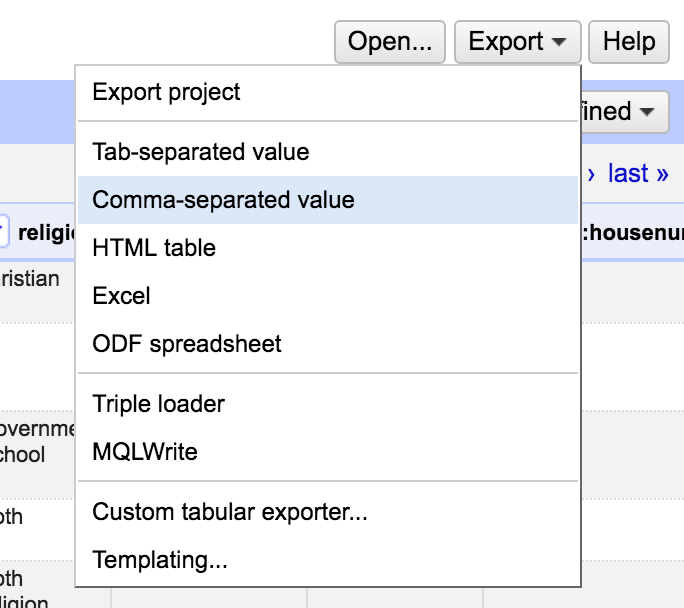 Open... Export Help
Export project
fined
Tab-separated value
› last »
Comma-separated value
religi :housenu
HTML table
ristian
Excel
ODF spreadsheet
Triple loader
overnme
chool
MQLWrite
Custom tabular exporter...
oth
Templating...
oth
ligion